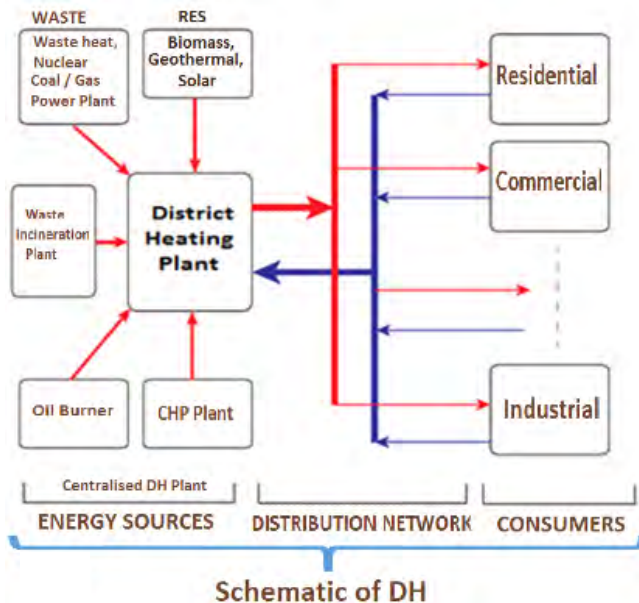 WASTE
RES
Waste heat,
Nuclear
Coal / Gas
Power Plant
Biomass,
Geothermal,
Solar
Residential
Waste
Incineration
Plant
District
Heating
Plant
Commercial
Oil Burner
CHP Plant
Industrial
Centralised DH Plant
ENERGY SOURCES
DISTRIBUTION NETWORK
CONSUMERS
Schematic of DH